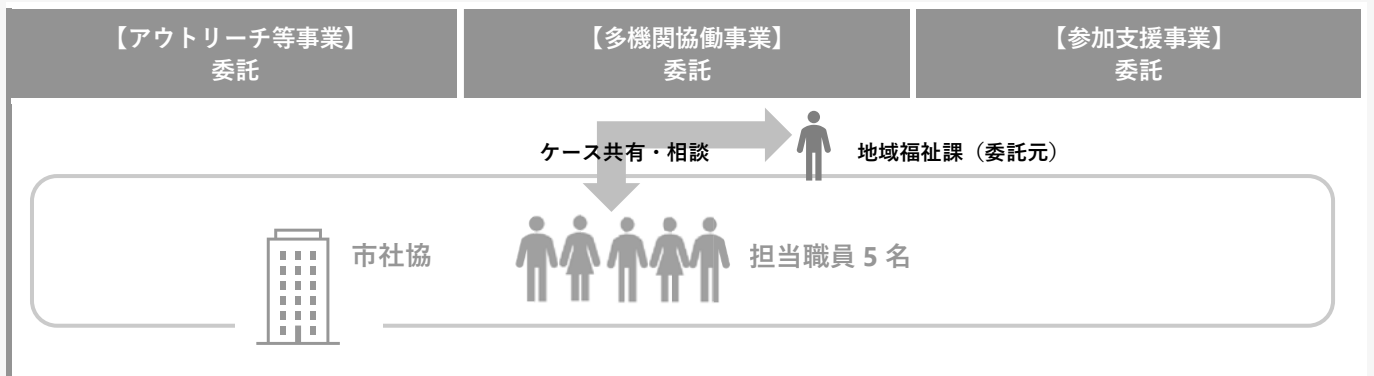 【アウトリーチ等事業】
委託
【多機関協働事業】
委託
【参加支援事業】
委託
ケース共有・相談
地域福祉課（委託元）
市社協
担当職員 5 名